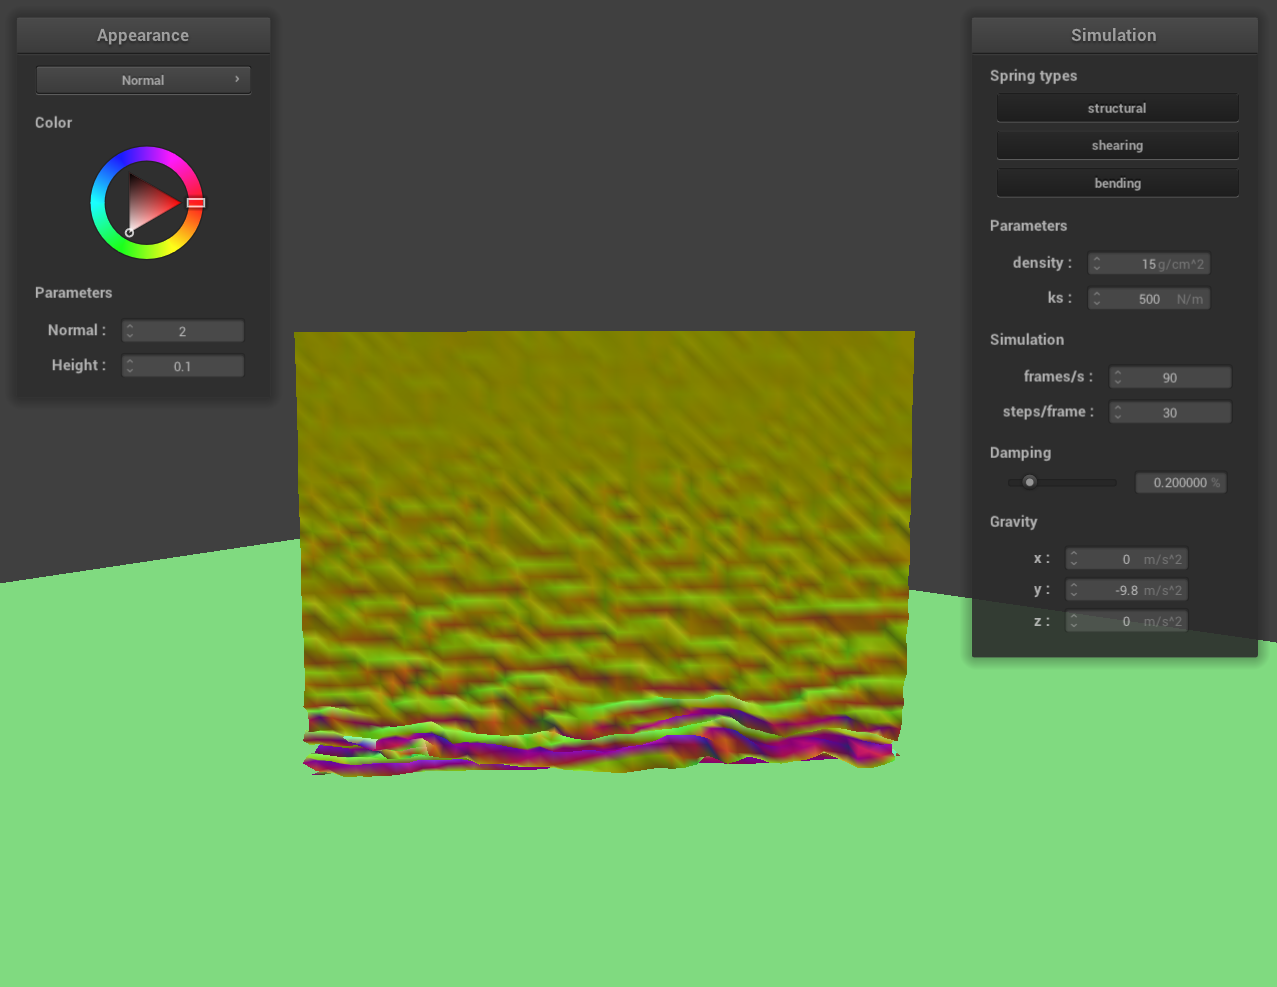 Appearance
Normal
Color
Parameters
Normal :
2
Height :
0.1
Simulation
Spring types
structural
shearing
bending
Parameters
density :
15 g/cm^2
ks :
500 N/m
Simulation
frames/s :
90
steps/frame :
30
Damping
0.200000 %
Gravity
x :
0 m/s^2
y :
-9.8 m/s^2
z :
0 m/s^2